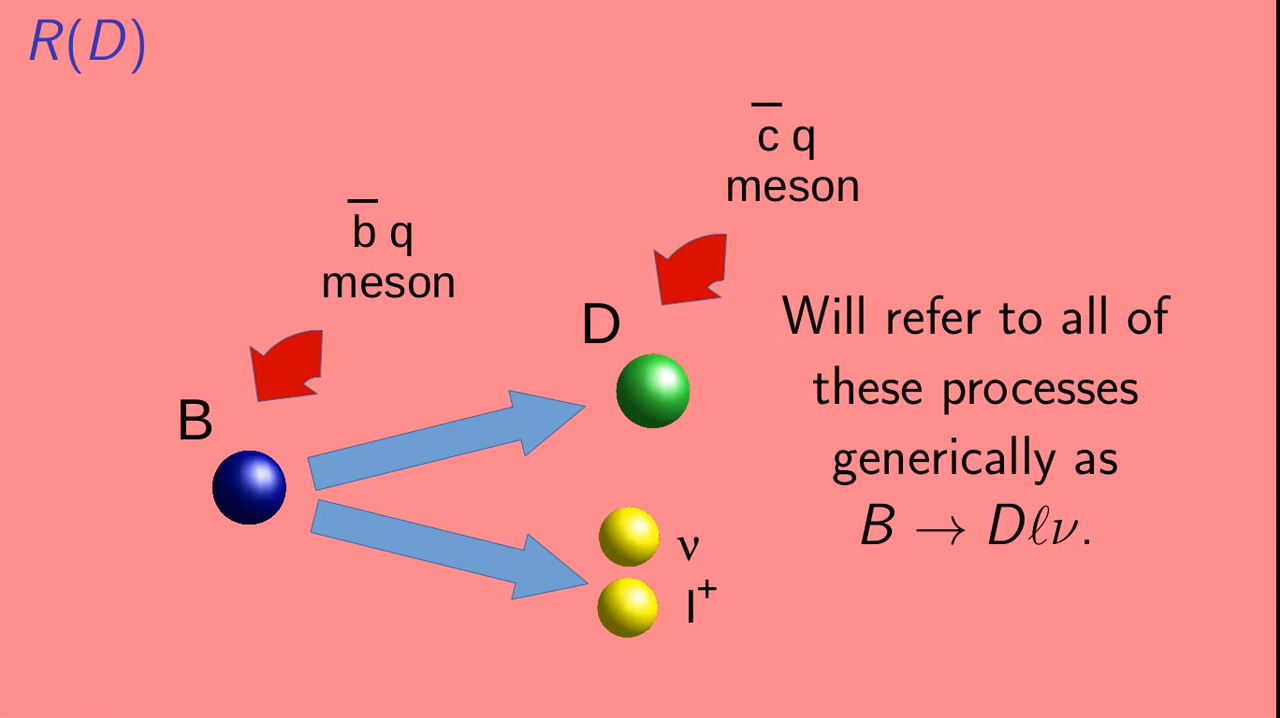 R(D)
c̅ q
meson
b̅ q
meson
D
B
Will refer to all of
these processes
generically as
B → Dℓν.
ν
l⁺